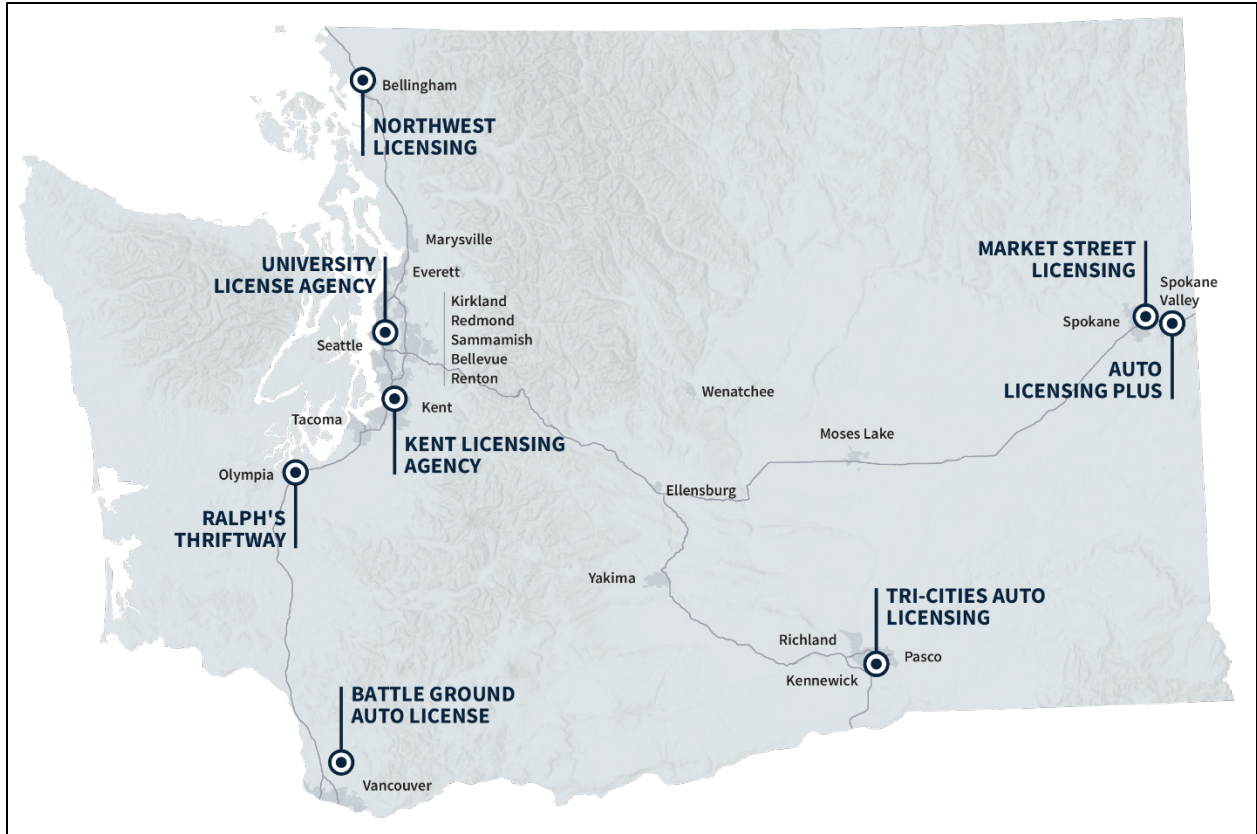 Bellingham
NORTHWEST
LICENSING
Marysville
UNIVERSITY
LICENSE AGENCY
Everett
Kirkland
Redmond
Sammamish
Bellevue
Renton
Seattle
MARKET STREET
LICENSING
Spokane
Valley
Spokane
AUTO
LICENSING PLUS
Wenatchee
Kent
Tacoma
KENT LICENSING
AGENCY
Moses Lake
Olympia
Ellensburg
RALPH'S
THRIFTWAY
Yakima
TRI-CITIES AUTO
LICENSING
Richland
Pasco
Kennewick
BATTLE GROUND
AUTO LICENSE
Vancouver